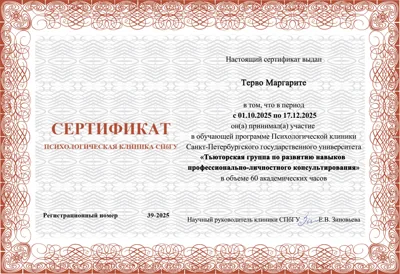 Настоящий сертификат выдан
Терво Маргарите
в том, что в период
с 01.10.2025 по 17.12.2025
он(а) принимал(а) участие
в обучающей программе Психологической клиники
Санкт-Петербургского государственного университета
«Тьюторская группа по развитию навыков
профессионально-личностного консультирования»
в объеме 60 академических часов
СЕРТИФИКАТ
ПСИХОЛОГИЧЕСКАЯ КЛИНИКА СПбГУ
Регистрационный номер 39-2025
Научный руководитель клиники СПбГУ Е.В. Зиновьева